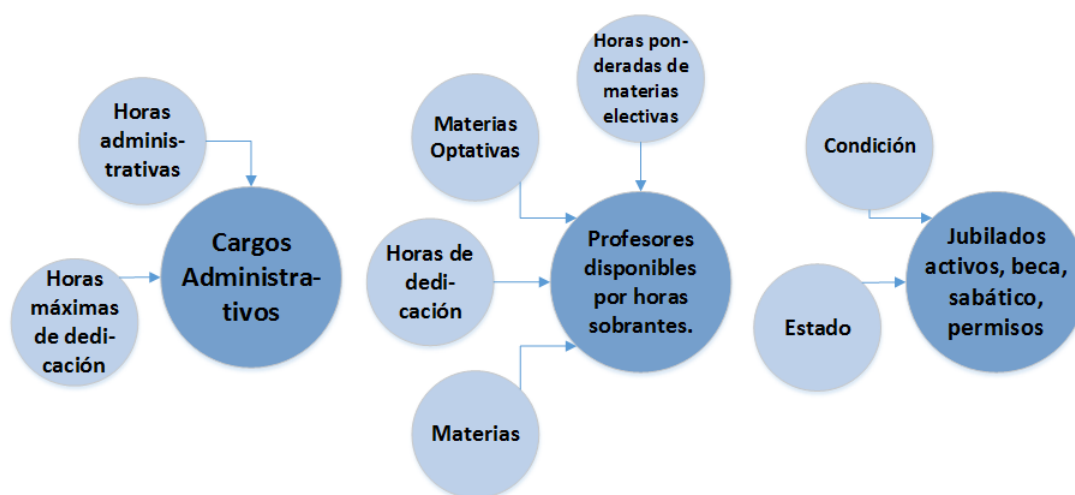 Horas
adminis-
trativas
Horas
máximas
de dedi-
cación
Cargos
Administra-
tivos
Horas pon-
deradas de
materias
electivas
Materias
Optativas
Horas de
dedi-
cación
Materias
Profesores
disponibles
por horas
sobrantes.
Condición
Estado
Jubilados
activos, beca,
sabático,
permisos